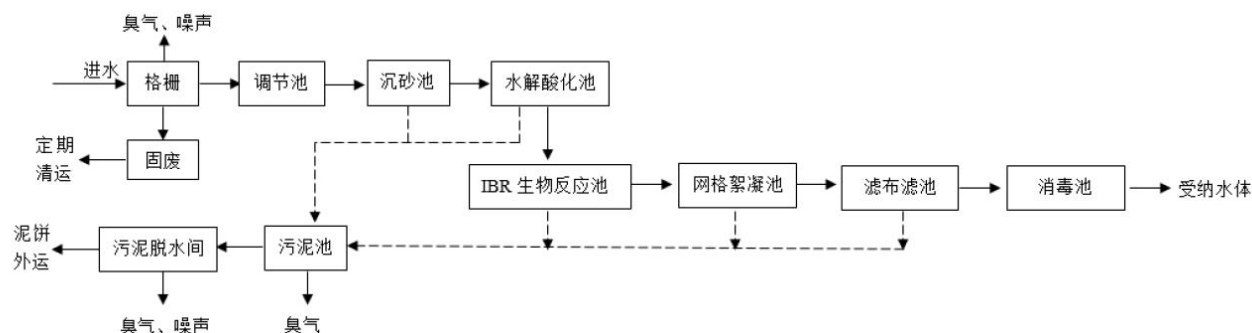 臭气、噪声
进水
格栅
调节池
沉砂池
水解酸化池
定期
清运
固废
IBR 生物反应池
网格絮凝池
滤布滤池
消毒池
受纳水体
泥饼
外运
污泥脱水间
污泥池
臭气、噪声
臭气